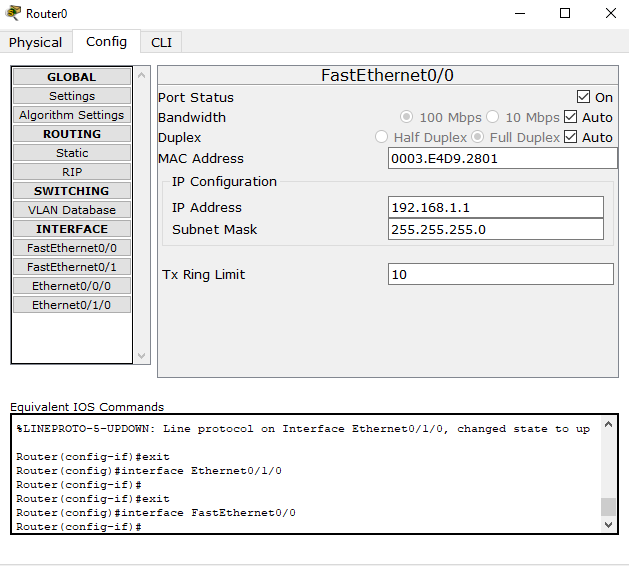 Router0
Physical Config CLI
GLOBAL
Settings
Algorithm Settings
ROUTING
Static
RIP
SWITCHING
VLAN Database
INTERFACE
FastEthernet0/0
FastEthernet0/1
Ethernet0/0/0
Ethernet0/1/0
FastEthernet0/0
Port Status On
Bandwidth 100 Mbps 10 Mbps Auto
Duplex Half Duplex Full Duplex Auto
MAC Address 0003.E4D9.2801
IP Configuration
IP Address 192.168.1.1
Subnet Mask 255.255.255.0
Tx Ring Limit 10
Equivalent IOS Commands
%LINEPROTO-5-UPDOWN: Line protocol on Interface Ethernet0/1/0, changed state to up
Router(config-if)#exit
Router(config)#interface Ethernet0/1/0
Router(config-if)#
Router(config-if)#exit
Router(config)#interface FastEthernet0/0
Router(config-if)#